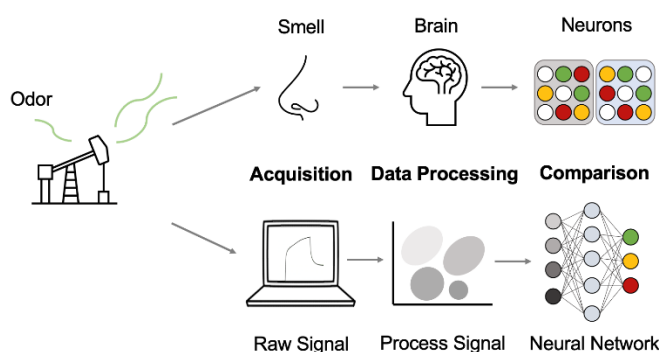 Smell
Brain
Neurons
Odor
Acquisition
Data Processing
Comparison
Raw Signal
Process Signal
Neural Network